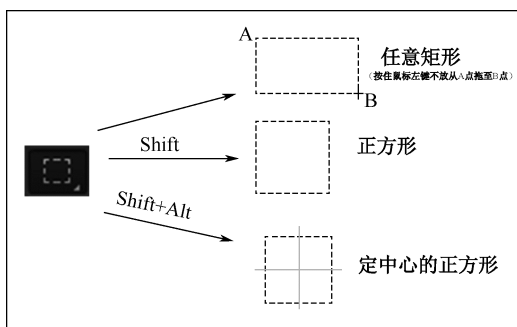 A
任意矩形
(按住鼠标左键不放从A点拖至B点)
B
Shift
正方形
Shift+Alt
定中心的正方形